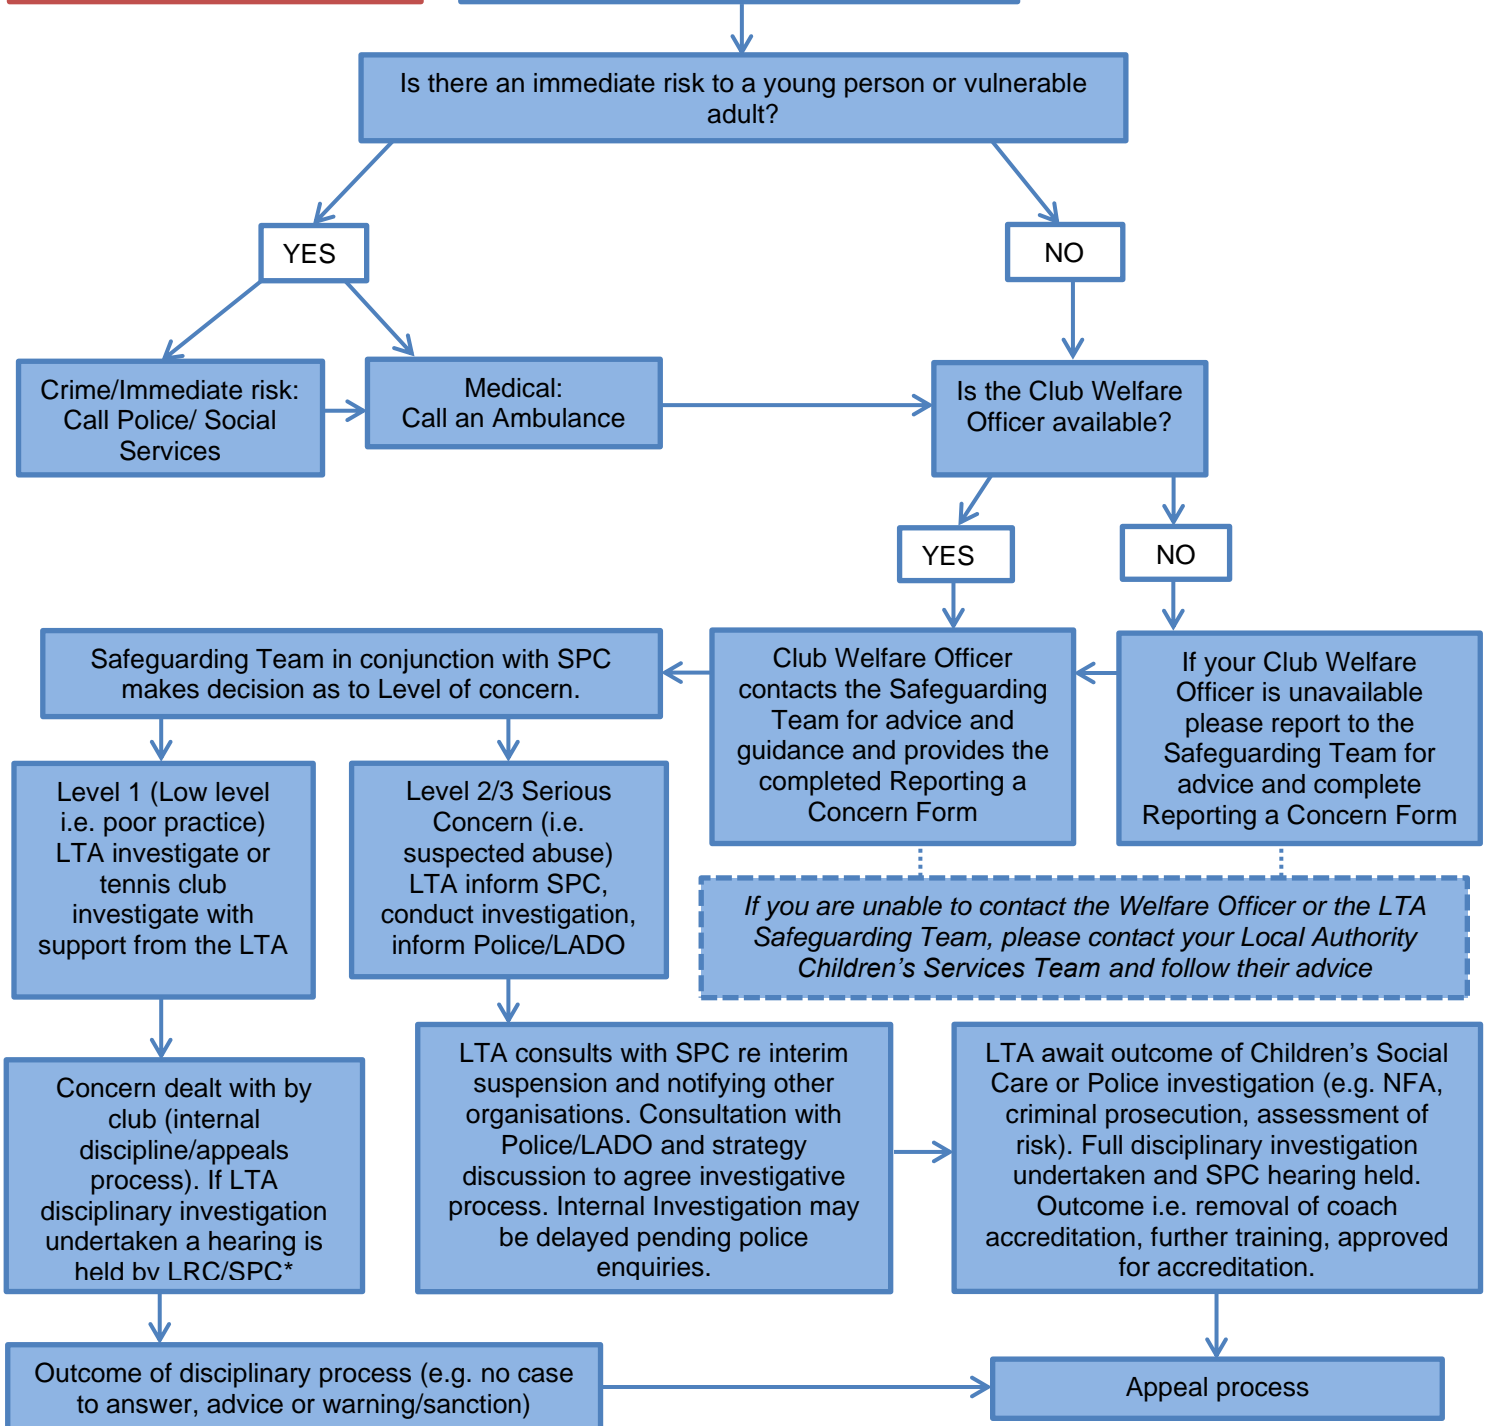 Is there an immediate risk to a young person or vulnerable
adult?
YES
NO
Crime/Immediate risk:
Call Police/ Social
Services
Medical:
Call an Ambulance
Is the Club Welfare
Officer available?
YES
NO
Safeguarding Team in conjunction with SPC
makes decision as to Level of concern.
Club Welfare Officer
contacts the Safeguarding
Team for advice and
guidance and provides the
completed Reporting a
Concern Form
If your Club Welfare
Officer is unavailable
please report to the
Safeguarding Team for
advice and complete
Reporting a Concern Form
Level 1 (Low level
i.e. poor practice)
LTA investigate or
tennis club
investigate with
support from the LTA
Level 2/3 Serious
Concern (i.e.
suspected abuse)
LTA inform SPC,
conduct investigation,
inform Police/LADO
If you are unable to contact the Welfare Officer or the LTA
Safeguarding Team, please contact your Local Authority
Children’s Services Team and follow their advice
Concern dealt with by
club (internal
discipline/appeals
process). If LTA
disciplinary investigation
undertaken a hearing is
held by LRC/SPC*
LTA consults with SPC re interim
suspension and notifying other
organisations. Consultation with
Police/LADO and strategy
discussion to agree investigative
process. Internal Investigation may
be delayed pending police
enquiries.
LTA await outcome of Children’s Social
Care or Police investigation (e.g. NFA,
criminal prosecution, assessment of
risk). Full disciplinary investigation
undertaken and SPC hearing held.
Outcome i.e. removal of coach
accreditation, further training, approved
for accreditation.
Outcome of disciplinary process (e.g. no case
to answer, advice or warning/sanction)
Appeal process